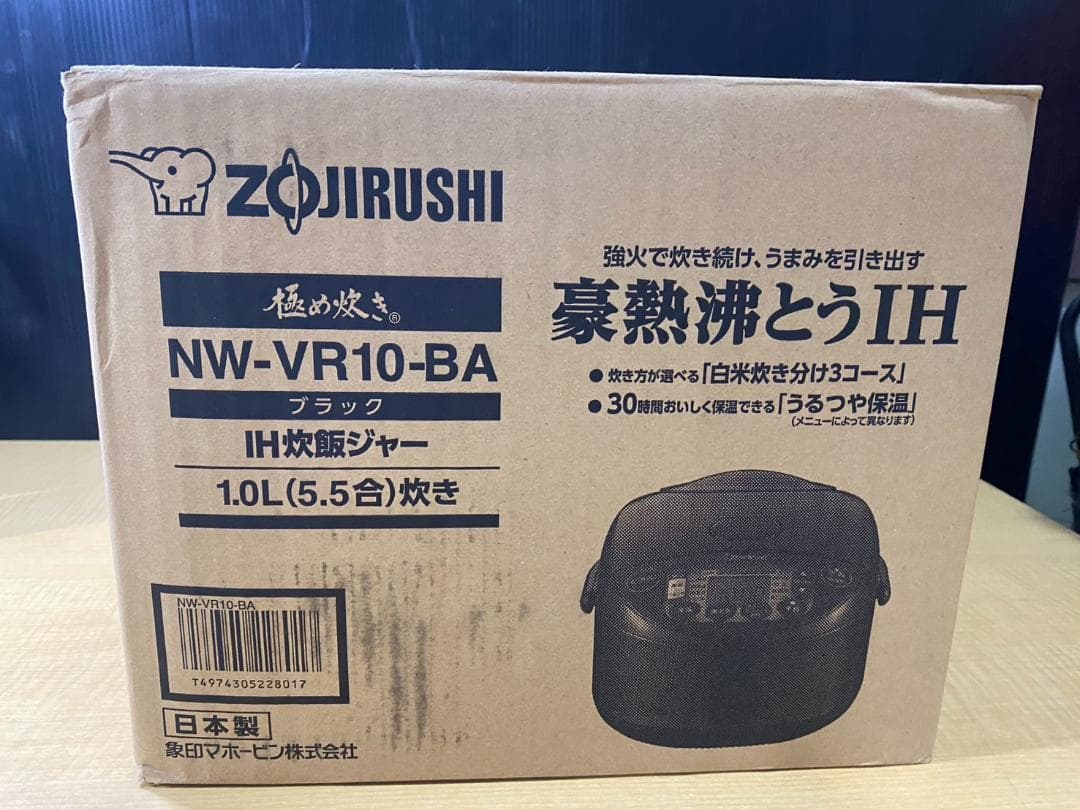 ZOJIRUSHI
極め炊き®
NW-VR10-BA
ブラック
IH炊飯ジャー
1.0L(5.5合)炊き
NW-VR10-BA
T4974305228017
日本製
象印マホービン株式会社
強火で炊き続け、うまみを引き出す
豪熱沸とうIH
● 炊き方が選べる「白米炊き分け3コース」
● 30時間おいしく保温できる「うるつや保温」
(メニューによって異なります)